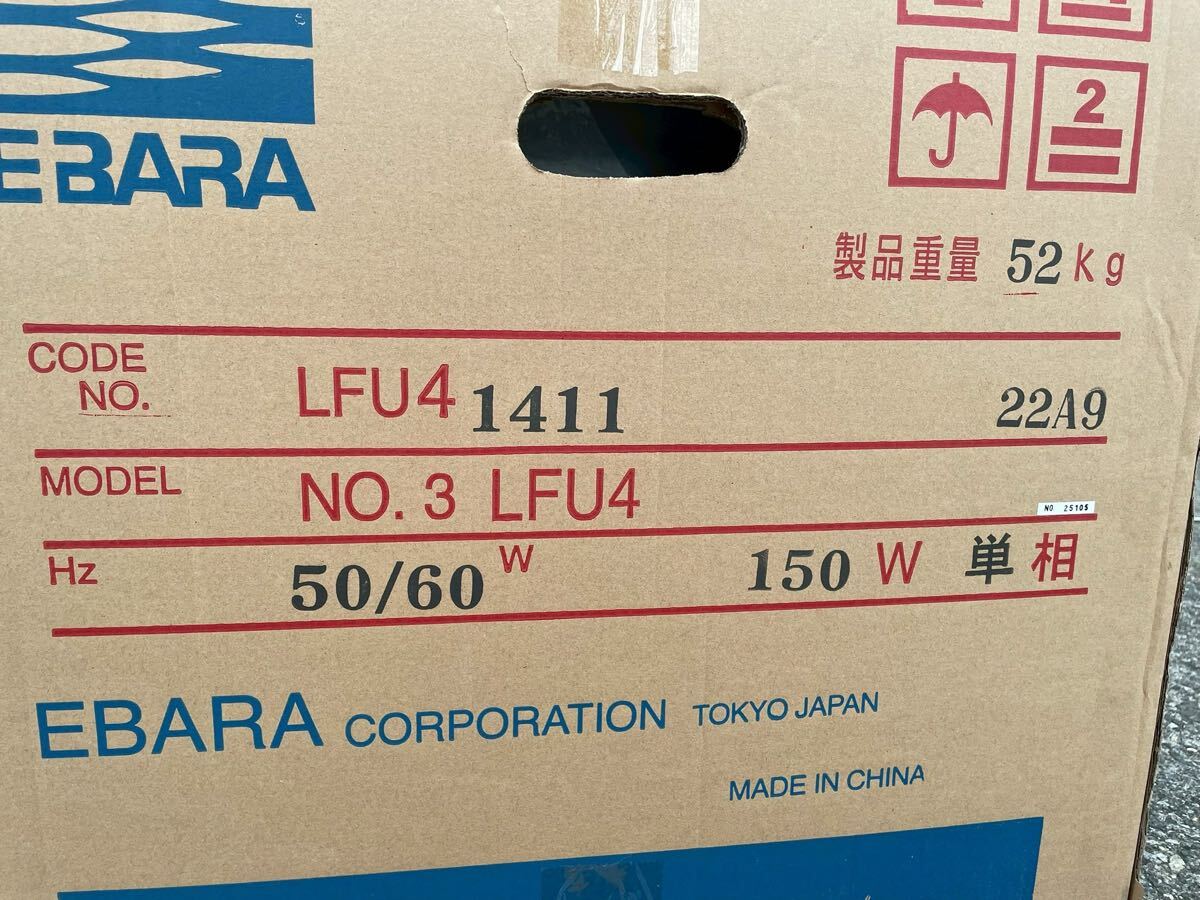 EBARA
2
製品重量 52kg
CODE NO. LFU4 1411 22A9
MODEL NO. 3 LFU4
NO 25105
Hz 50/60 W 150 W 単相
EBARA CORPORATION TOKYO JAPAN
MADE IN CHINA